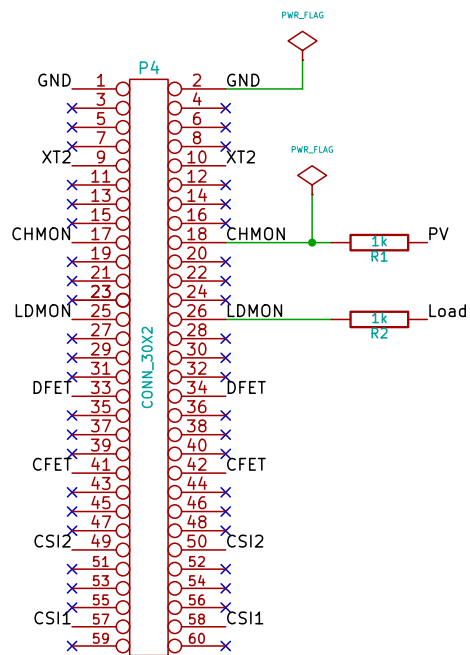 PWR_FLAG
P4
GND 1 2 GND
3 4
5 6
7 8
PWR_FLAG
XT2 9 10 XT2
11 12
13 14
15 16
CHMON 17 18 CHMON 1k PV
R1
19 20
21 22
23 24
LDMON 25 26 LDMON 1k Load
R2
27 28
29 30
31 32
DFET 33 34 DFET
CONN_30X2
35 36
37 38
39 40
CFET 41 42 CFET
43 44
45 46
47 48
CSI2 49 50 CSI2
51 52
53 54
55 56
CSI1 57 58 CSI1
59 60